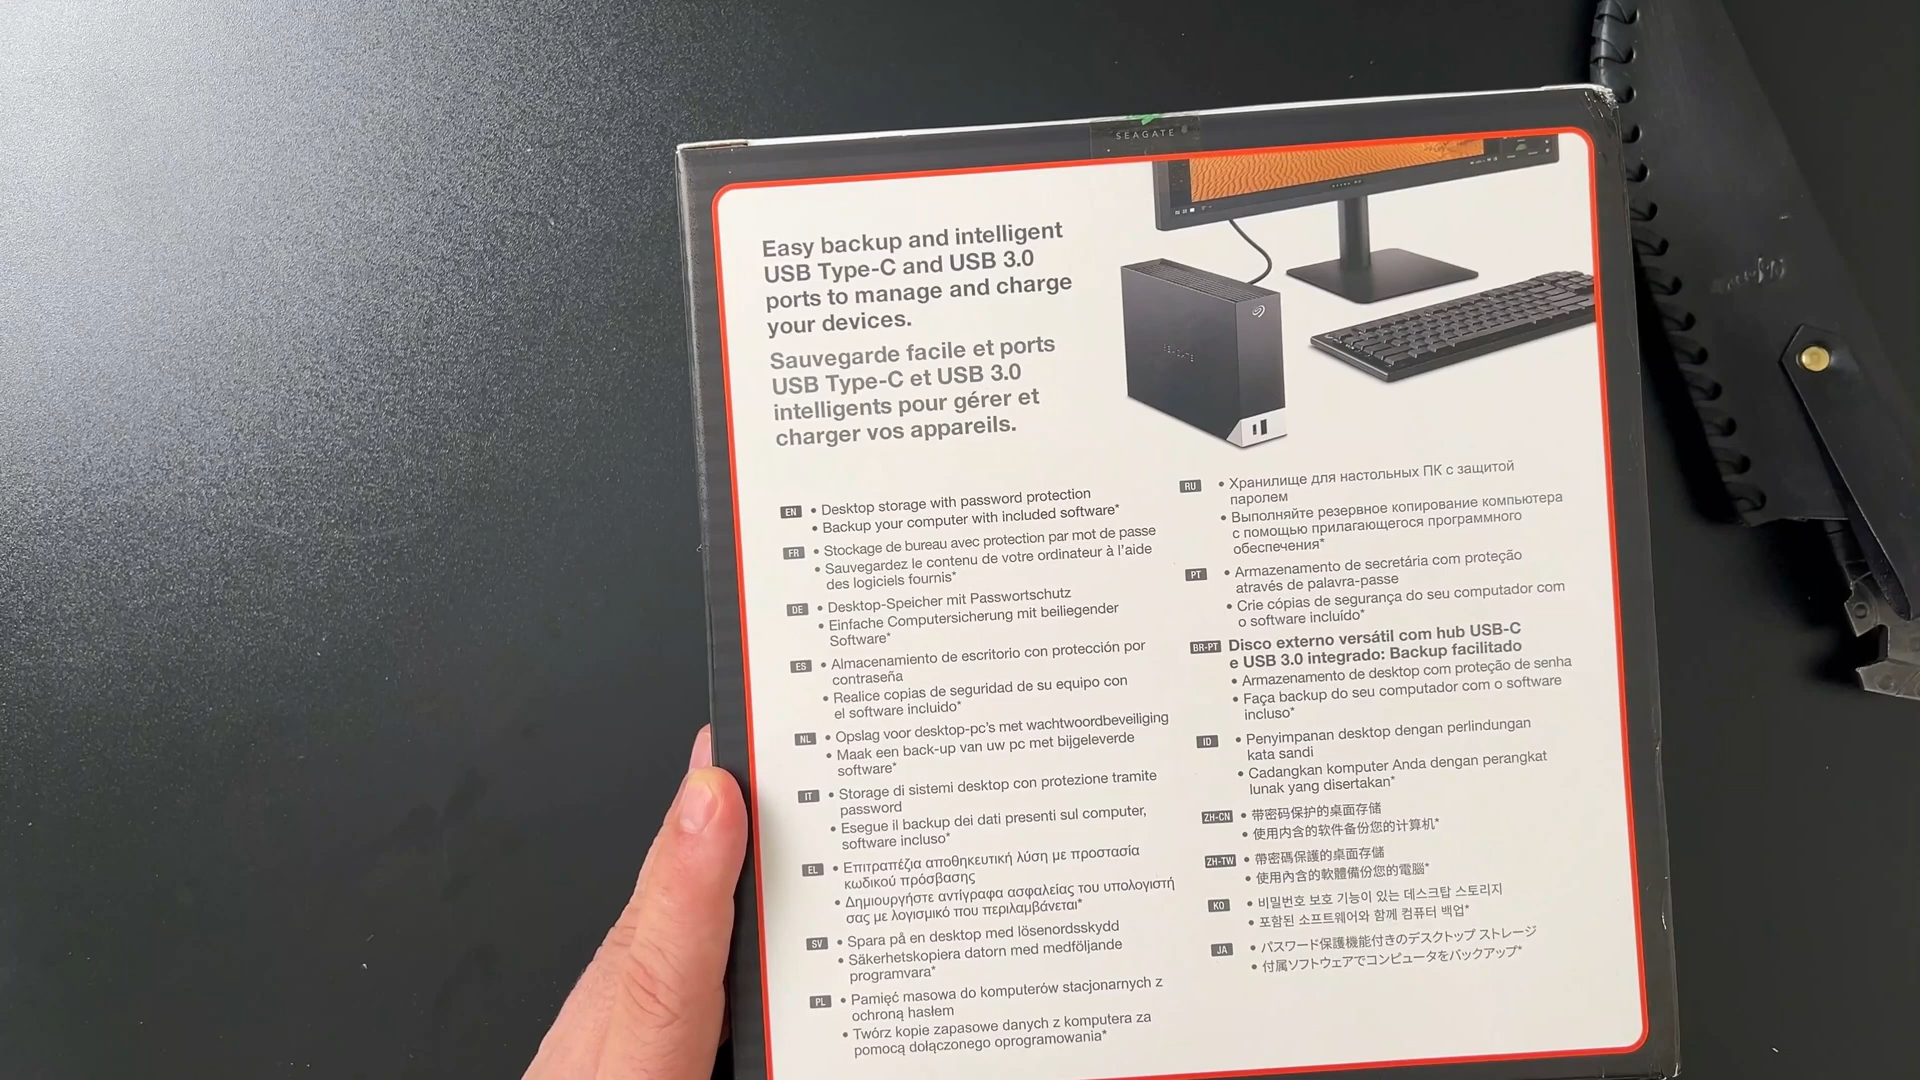 SEAGATE
Easy backup and intelligent
USB Type-C and USB 3.0
ports to manage and charge
your devices.
Sauvegarde facile et ports
USB Type-C et USB 3.0
intelligents pour gérer et
charger vos appareils.
SEAGATE
EN • Desktop storage with password protection
• Backup your computer with included software*
FR • Stockage de bureau avec protection par mot de passe
• Sauvegardez le contenu de votre ordinateur à l'aide
des logiciels fournis*
DE • Desktop-Speicher mit Passwortschutz
• Einfache Computersicherung mit beiliegender
Software*
ES • Almacenamiento de escritorio con protección por
contraseña
• Realice copias de seguridad de su equipo con
el software incluido*
NL • Opslag voor desktop-pc's met wachtwoordbeveiliging
• Maak een back-up van uw pc met bijgeleverde
software*
IT • Storage di sistemi desktop con protezione tramite
password
• Esegue il backup dei dati presenti sul computer,
software incluso*
EL • Επιτραπέζια αποθηκευτική λύση με προστασία
κωδικού πρόσβασης
• Δημιουργήστε αντίγραφα ασφαλείας του υπολογιστή
σας με λογισμικό που περιλαμβάνεται*
SV • Spara på en desktop med lösenordsskydd
• Säkerhetskopiera datorn med medföljande
programvara*
PL • Pamięć masowa do komputerów stacjonarnych z
ochroną hasłem
• Twórz kopie zapasowe danych z komputera za
pomocą dołączonego oprogramowania*
RU • Хранилище для настольных ПК с защитой
паролем
• Выполняйте резервное копирование компьютера
с помощью прилагающегося программного
обеспечения*
PT • Armazenamento de secretária com proteção
através de palavra-passe
• Crie cópias de segurança do seu computador com
o software incluído*
BR-PT Disco externo versátil com hub USB-C
e USB 3.0 integrado: Backup facilitado
• Armazenamento de desktop com proteção de senha
• Faça backup do seu computador com o software
incluso*
ID • Penyimpanan desktop dengan perlindungan
kata sandi
• Cadangkan komputer Anda dengan perangkat
lunak yang disertakan*
ZH-CN • 带密码保护的桌面存储
• 使用内含的软件备份您的计算机*
ZH-TW • 帶密碼保護的桌面存儲
• 使用內含的軟體備份您的電腦*
KO • 비밀번호 보호 기능이 있는 데스크탑 스토리지
• 포함된 소프트웨어와 함께 컴퓨터 백업*
JA • パスワード保護機能付きのデスクトップ ストレージ
• 付属ソフトウェアでコンピュータをバックアップ*